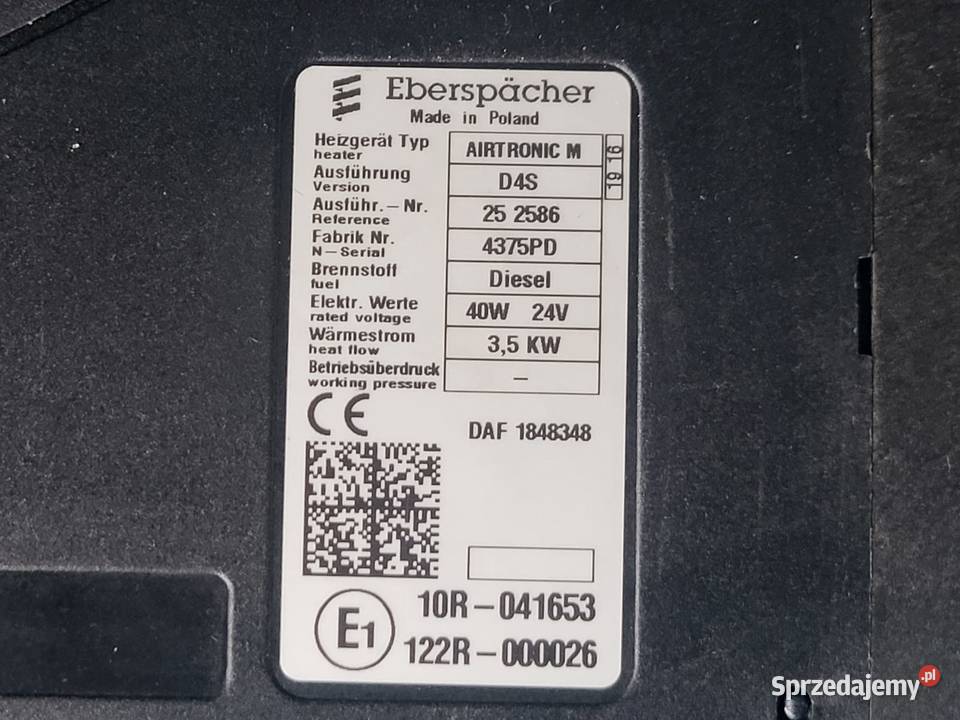 Eberspächer
Made in Poland
Heizgerät Typ
heater
AIRTRONIC M
19 16
Ausführung
Version
D4S
Ausführ.-Nr.
Reference
25 2586
Fabrik Nr.
N-Serial
4375PD
Brennstoff
fuel
Diesel
Elektr. Werte
rated voltage
40W 24V
Wärmestrom
heat flow
3,5 KW
Betriebsüberdruck
working pressure
–
CE
DAF 1848348
E1
10R-041653
122R-000026
Sprzedajemy.pl